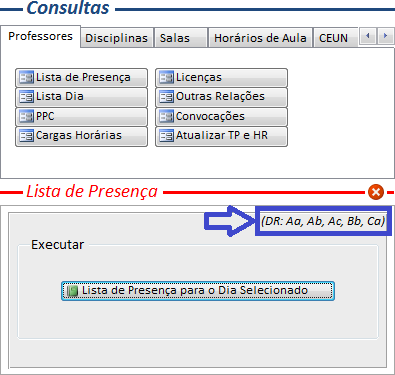 Consultas
Professores Disciplinas Salas Horários de Aula CEUN
Lista de Presença Licenças
Lista Dia Outras Relações
PPC Convocações
Cargas Horárias Atualizar TP e HR
Lista de Presença
(DR: Aa, Ab, Ac, Bb, Ca)
Executar
Lista de Presença para o Dia Selecionado